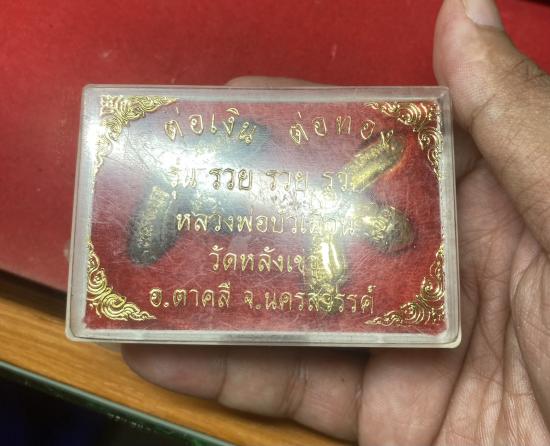 ต่อเงิน ต่อทอง
รุ่น รวย รวย รวย
หลวงพ่อบัวเลื่อน
วัดหลังเขา
อ.ตาคลี จ.นครสวรรค์